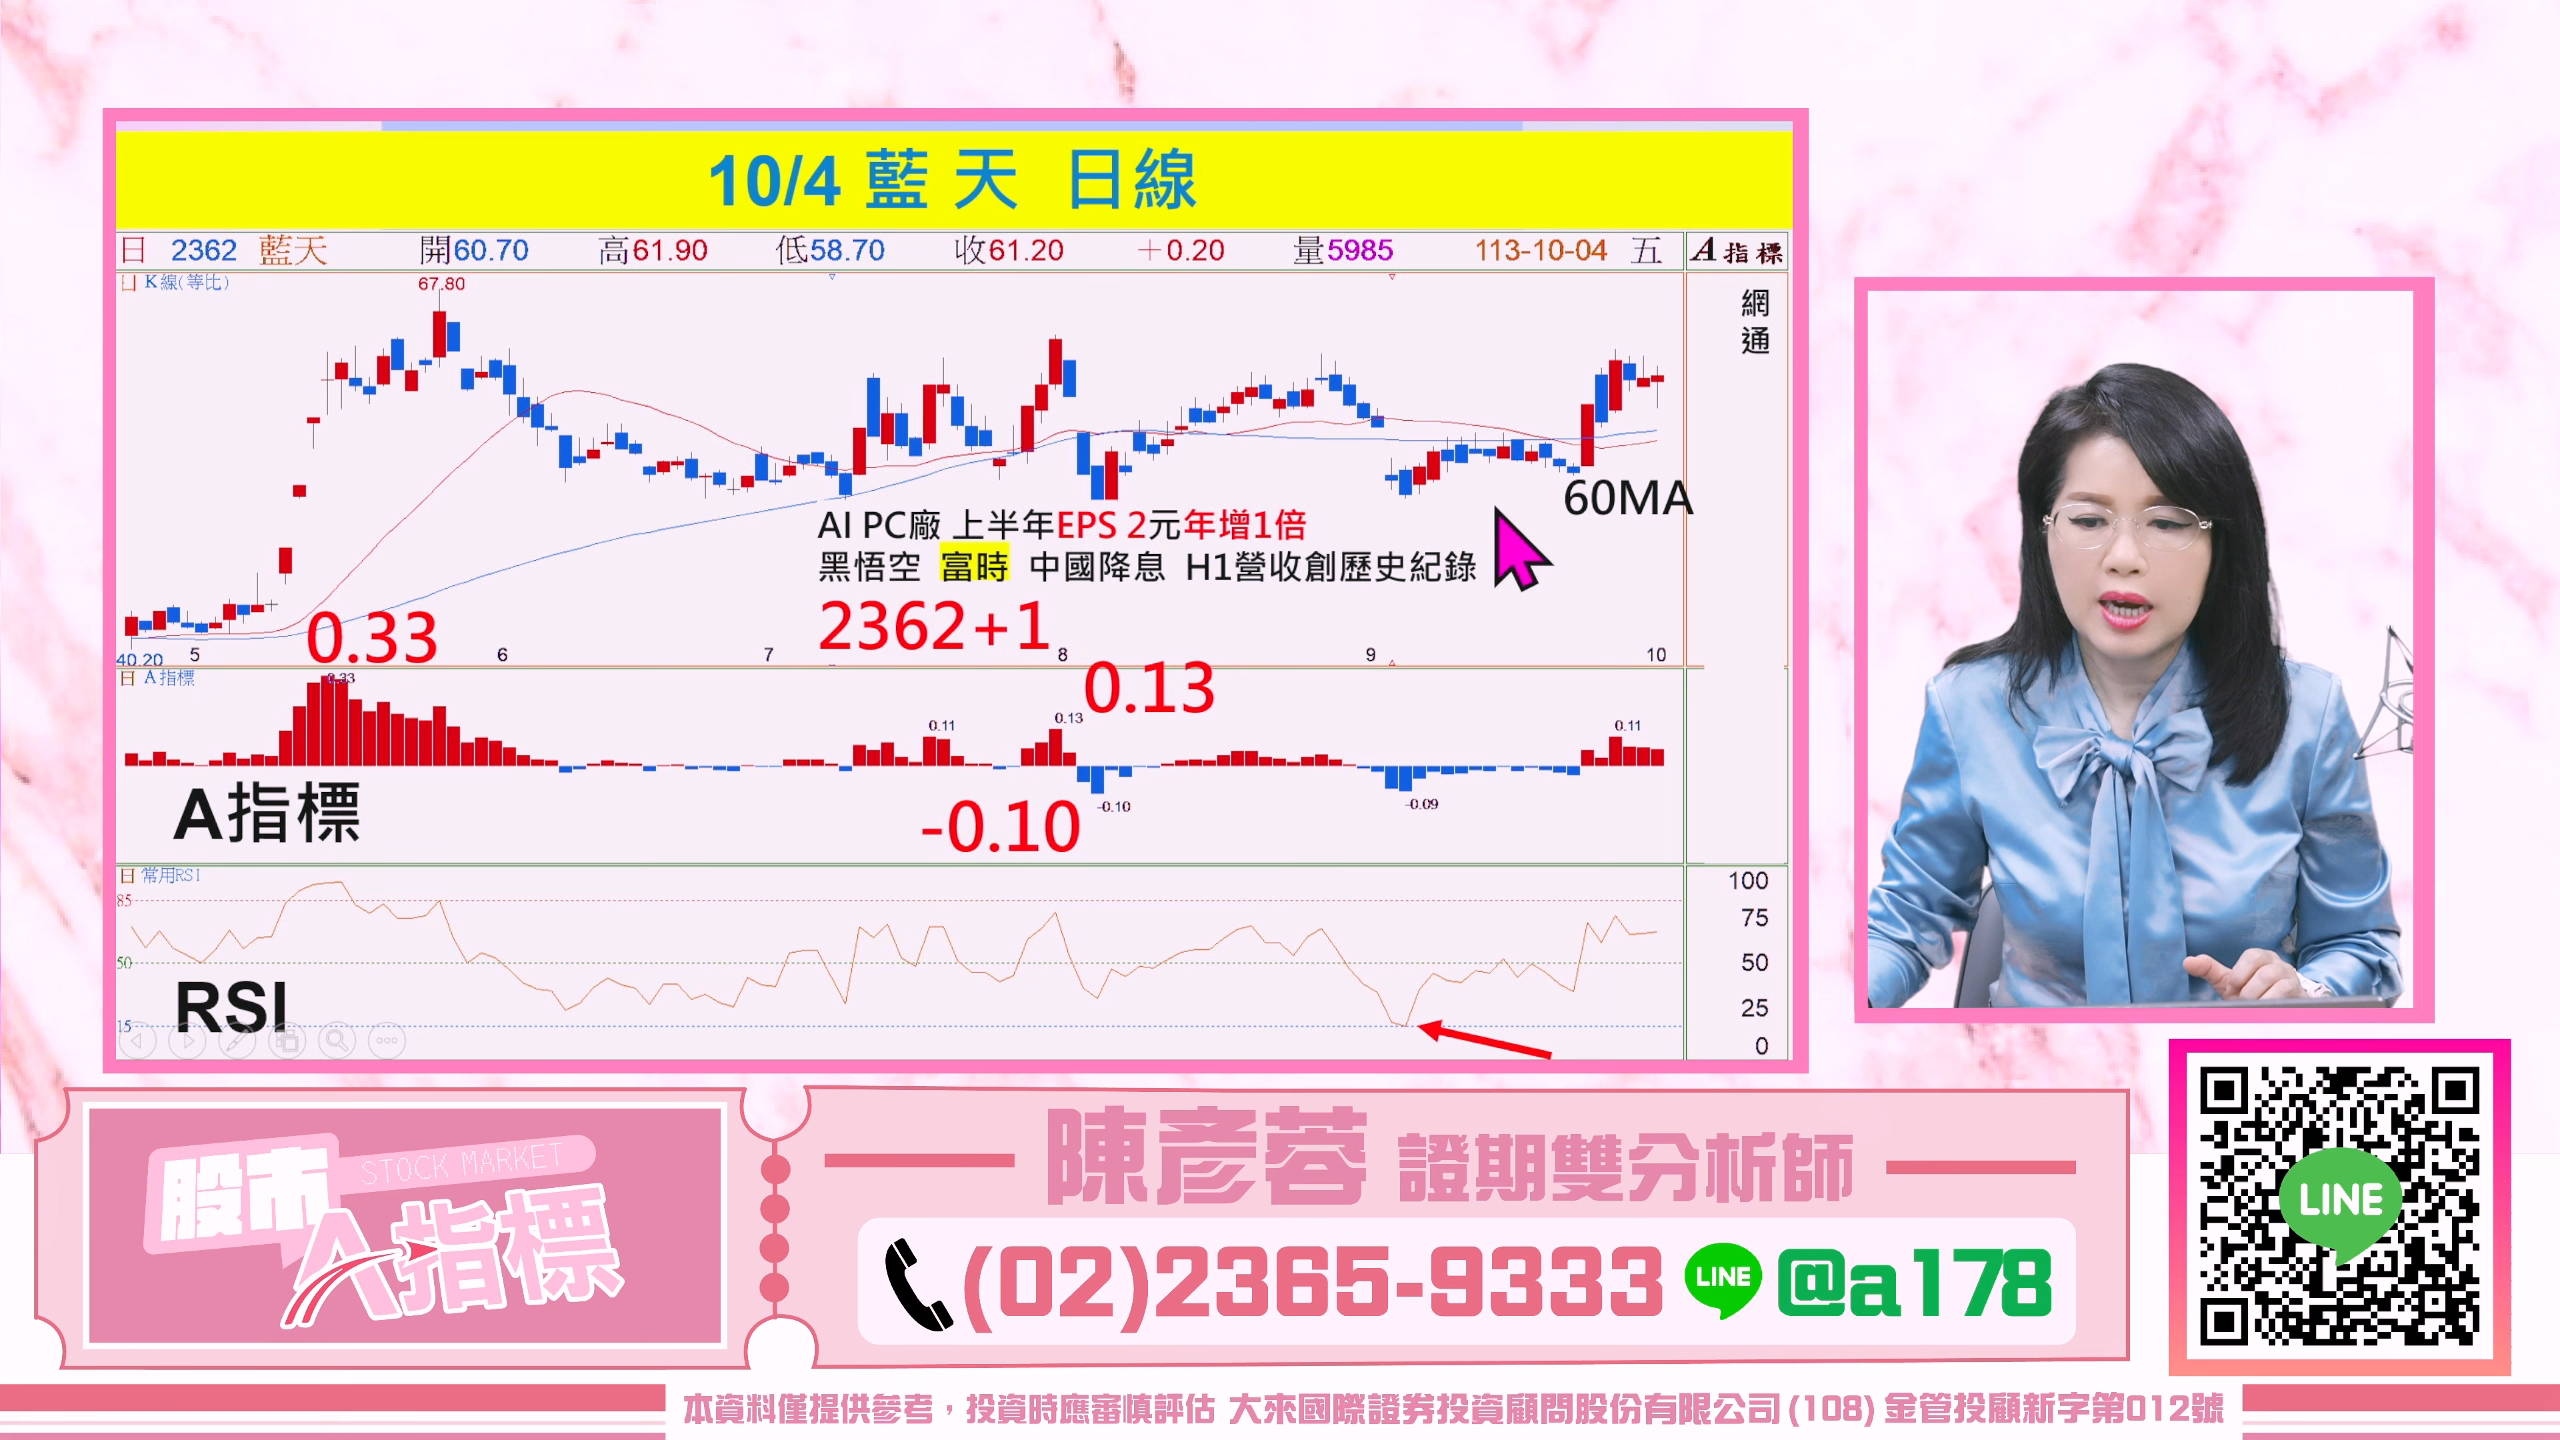 10/4 藍 天 日線
日 2362 藍天 開60.70 高61.90 低58.70 收61.20 +0.20 量5985 113-10-04 五 A指標
日 K線(等比)
67.80
網通
60MA
AI PC廠 上半年EPS 2元年增1倍
黑悟空 富時 中國降息 H1營收創歷史紀錄
2362+1
0.33
40.20 5 6 7 8 9 10
日 A指標
0.33
0.13
0.11
0.13
0.11
A指標
-0.10
-0.10
-0.09
日 常用RSI
85
50
15
100
75
50
25
0
RSI
股市
STOCK MARKET
A指標
陳彥蓉 證期雙分析師
(02)2365-9333 LINE @a178
LINE
本資料僅提供參考，投資時應審慎評估 大來國際證券投資顧問股份有限公司 (108) 金管投顧新字第012號